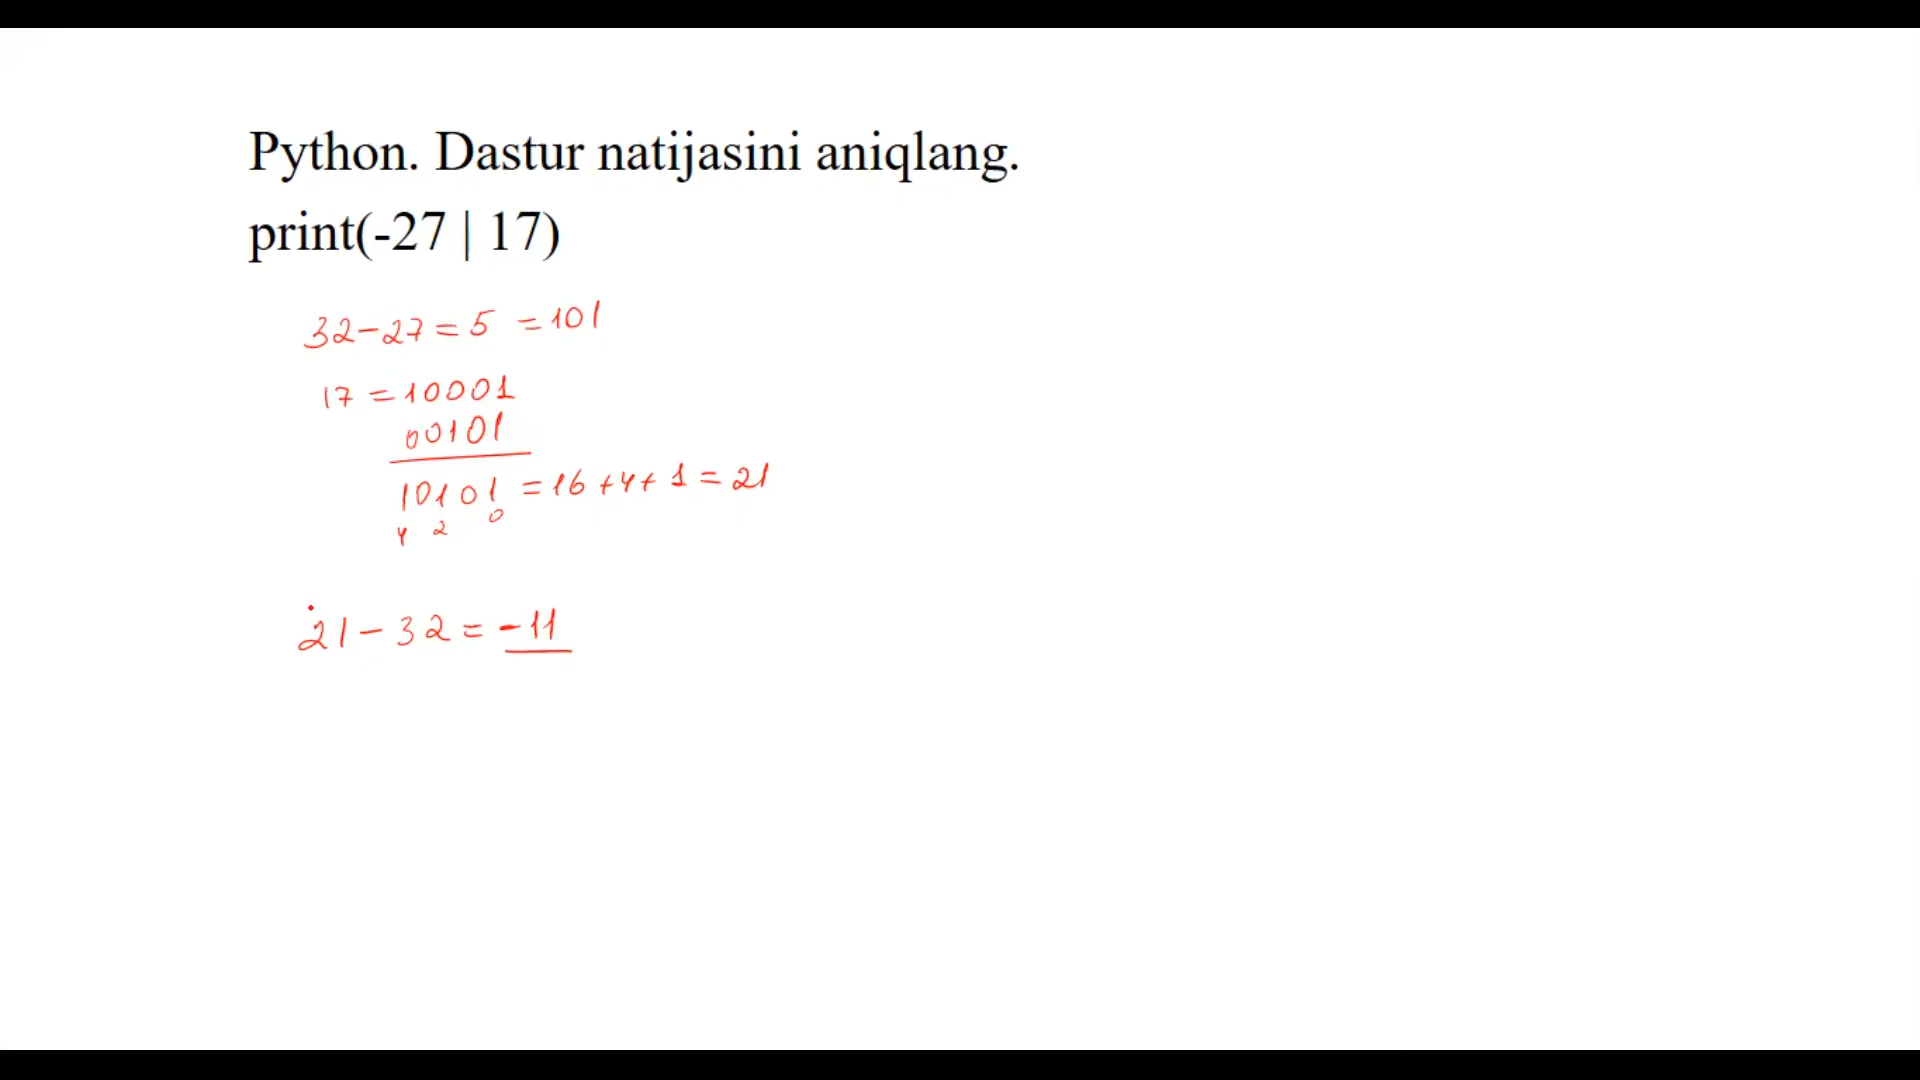 Python. Dastur natijasini aniqlang.
print(-27 | 17)
32-27=5 =101
17 =10001
00101
10101 =16+4+1=21
4 2 0
21-32=-11